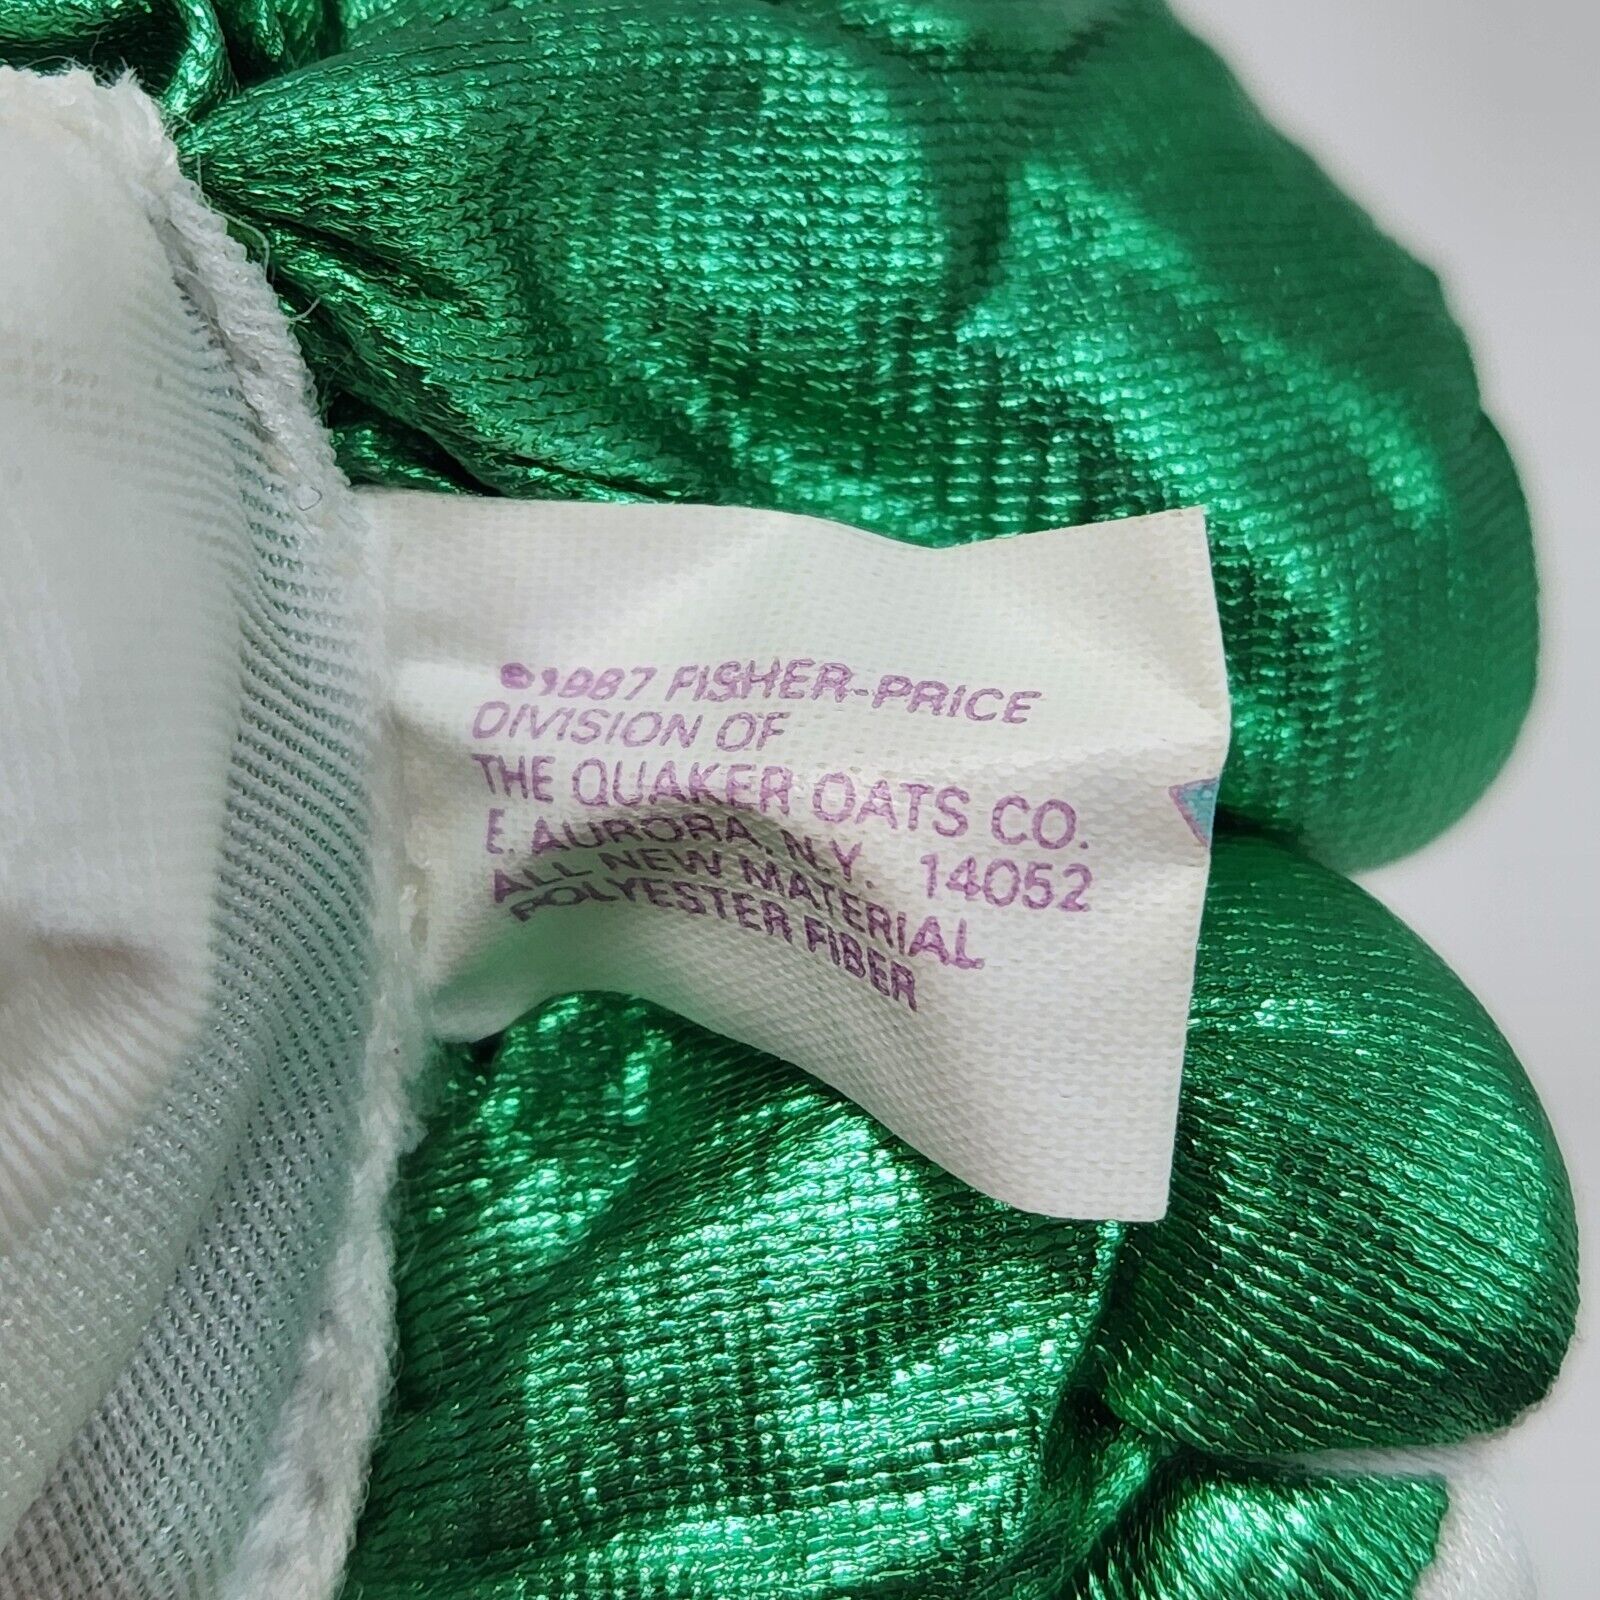 ©1987 FISHER-PRICE
DIVISION OF
THE QUAKER OATS CO.
E. AURORA, N.Y. 14052
ALL NEW MATERIAL
POLYESTER FIBER